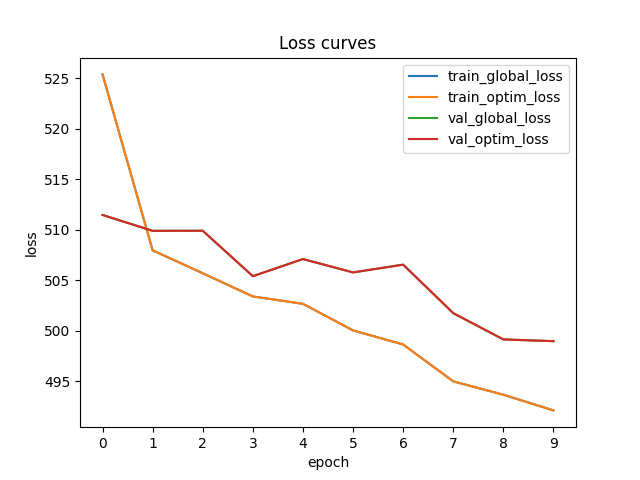 Loss curves
train_global_loss
train_optim_loss
val_global_loss
val_optim_loss
525
520
515
510
505
500
495
loss
0 1 2 3 4 5 6 7 8 9
epoch